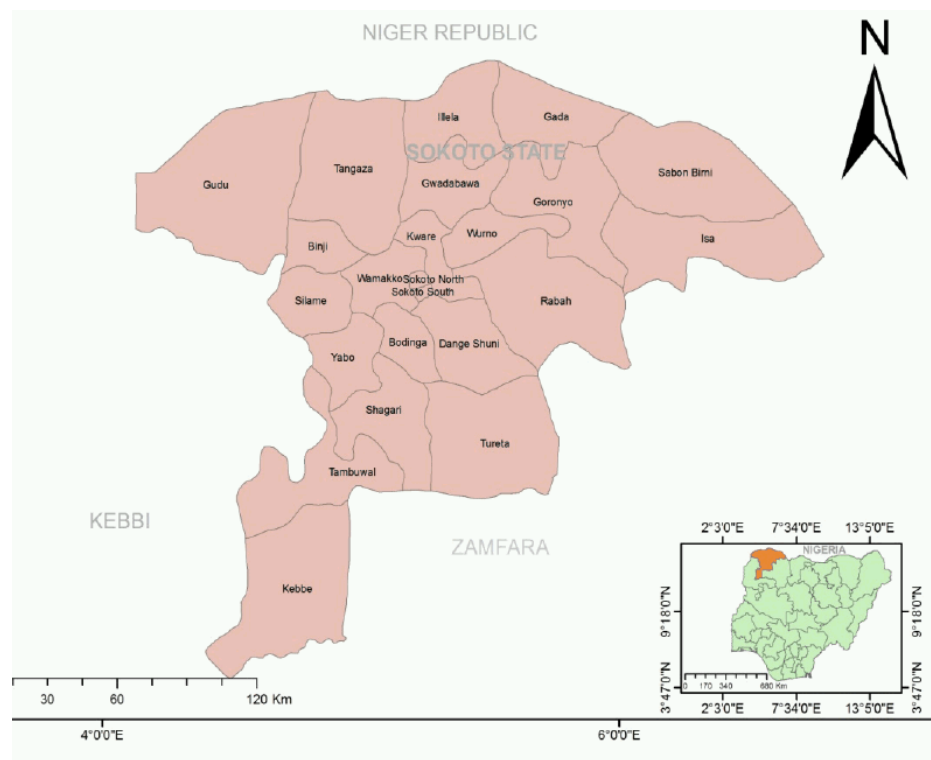 NIGER REPUBLIC
N
Illela
Gada
SOKOTO STATE
Tangaza
Sabon Birni
Gudu
Gwadabawa
Goronyo
Kware
Wurno
Isa
Binji
Wamakko
Sokoto North
Sokoto South
Silame
Rabah
Bodinga
Dange Shuni
Yabo
Shagari
Tureta
Tambuwal
KEBBI
ZAMFARA
Kebbe
2°3'0"E 7°34'0"E 13°5'0"E
NIGERIA
9°18'0"N 9°18'0"N
3°47'0"N 3°47'0"N
0 170 340 680 Km
2°3'0"E 7°34'0"E 13°5'0"E
30 60 120 Km
4°0'0"E 6°0'0"E